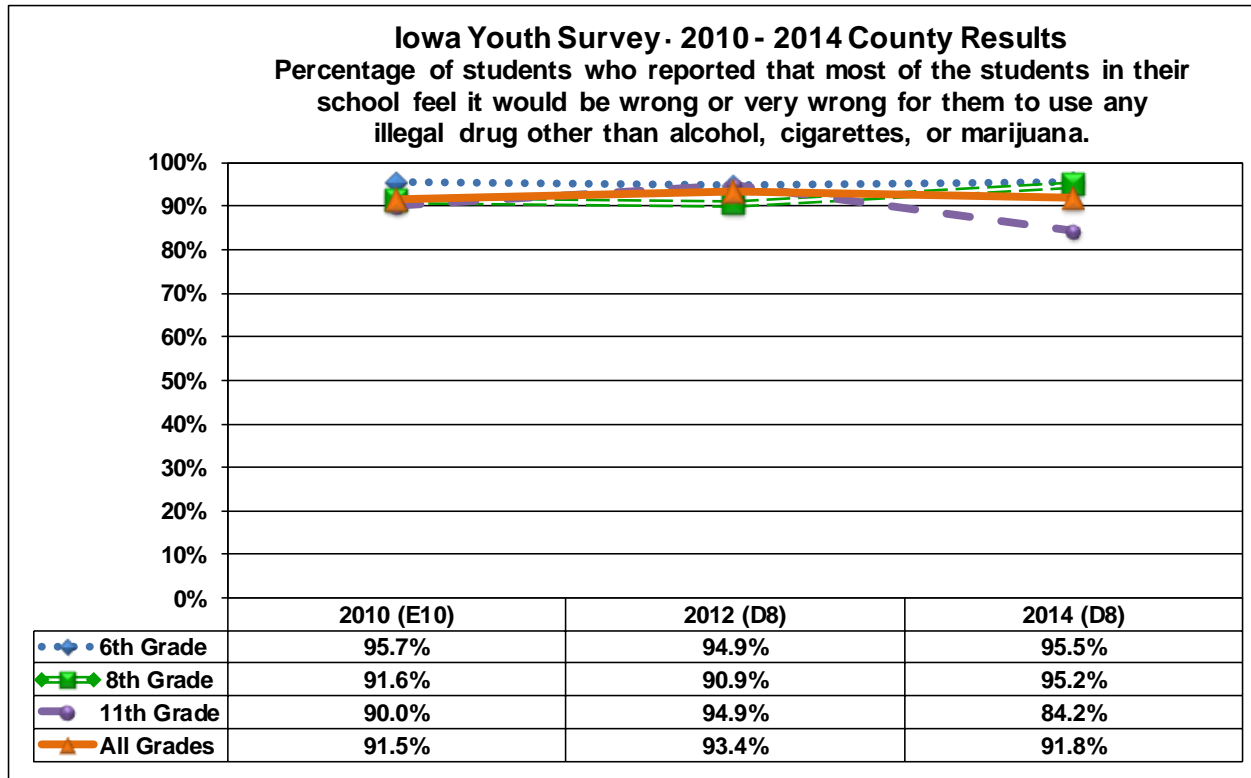 Iowa Youth Survey · 2010 - 2014 County Results
Percentage of students who reported that most of the students in their
school feel it would be wrong or very wrong for them to use any
illegal drug other than alcohol, cigarettes, or marijuana.
100%
90%
80%
70%
60%
50%
40%
30%
20%
10%
0%
2010 (E10) 2012 (D8) 2014 (D8)
6th Grade 95.7% 94.9% 95.5%
8th Grade 91.6% 90.9% 95.2%
11th Grade 90.0% 94.9% 84.2%
All Grades 91.5% 93.4% 91.8%